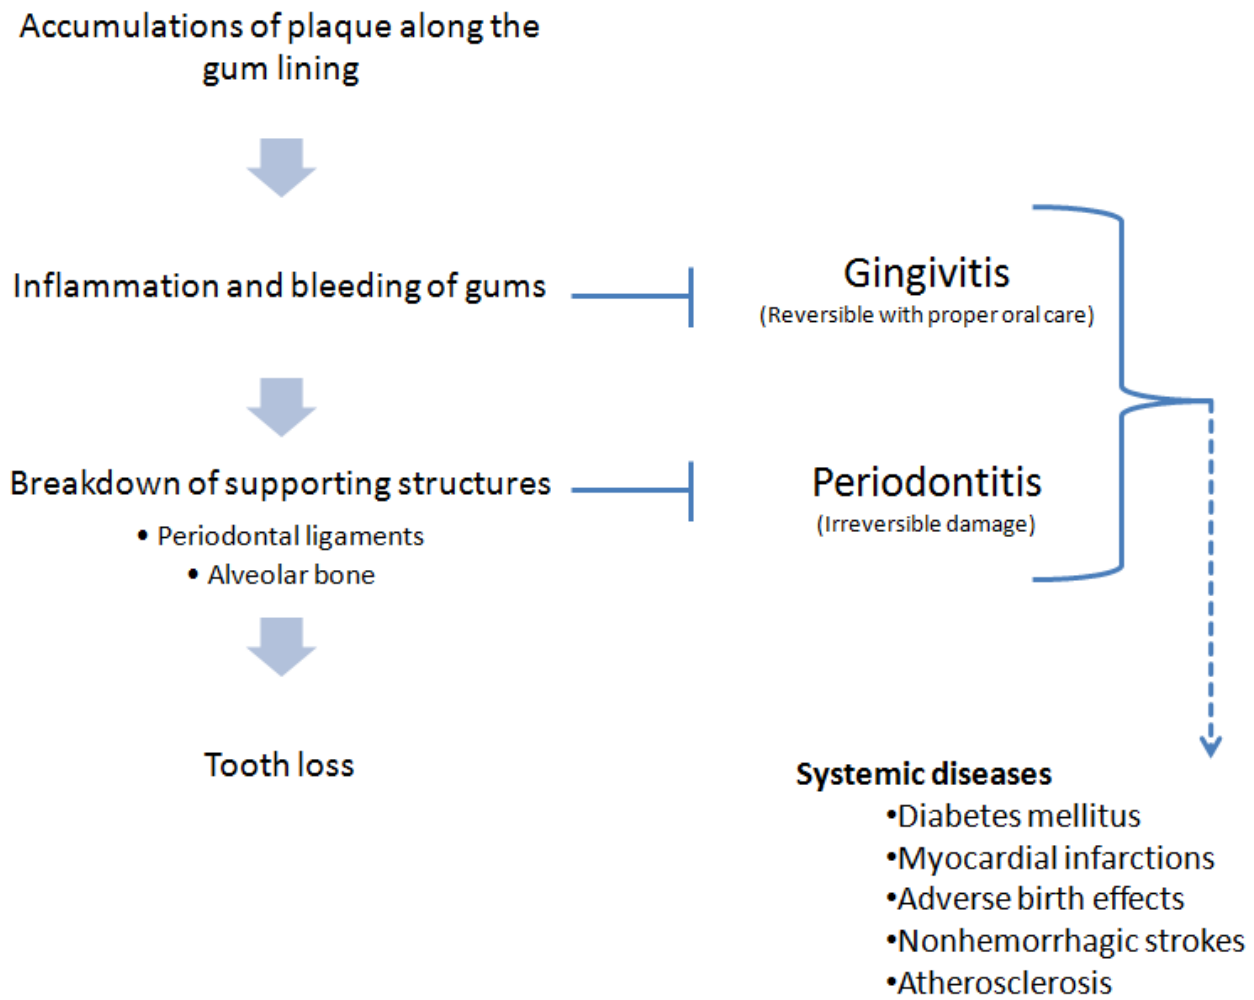 Accumulations of plaque along the
gum lining
Inflammation and bleeding of gums
Gingivitis
(Reversible with proper oral care)
Breakdown of supporting structures
• Periodontal ligaments
• Alveolar bone
Periodontitis
(Irreversible damage)
Tooth loss
Systemic diseases
•Diabetes mellitus
•Myocardial infarctions
•Adverse birth effects
•Nonhemorrhagic strokes
•Atherosclerosis